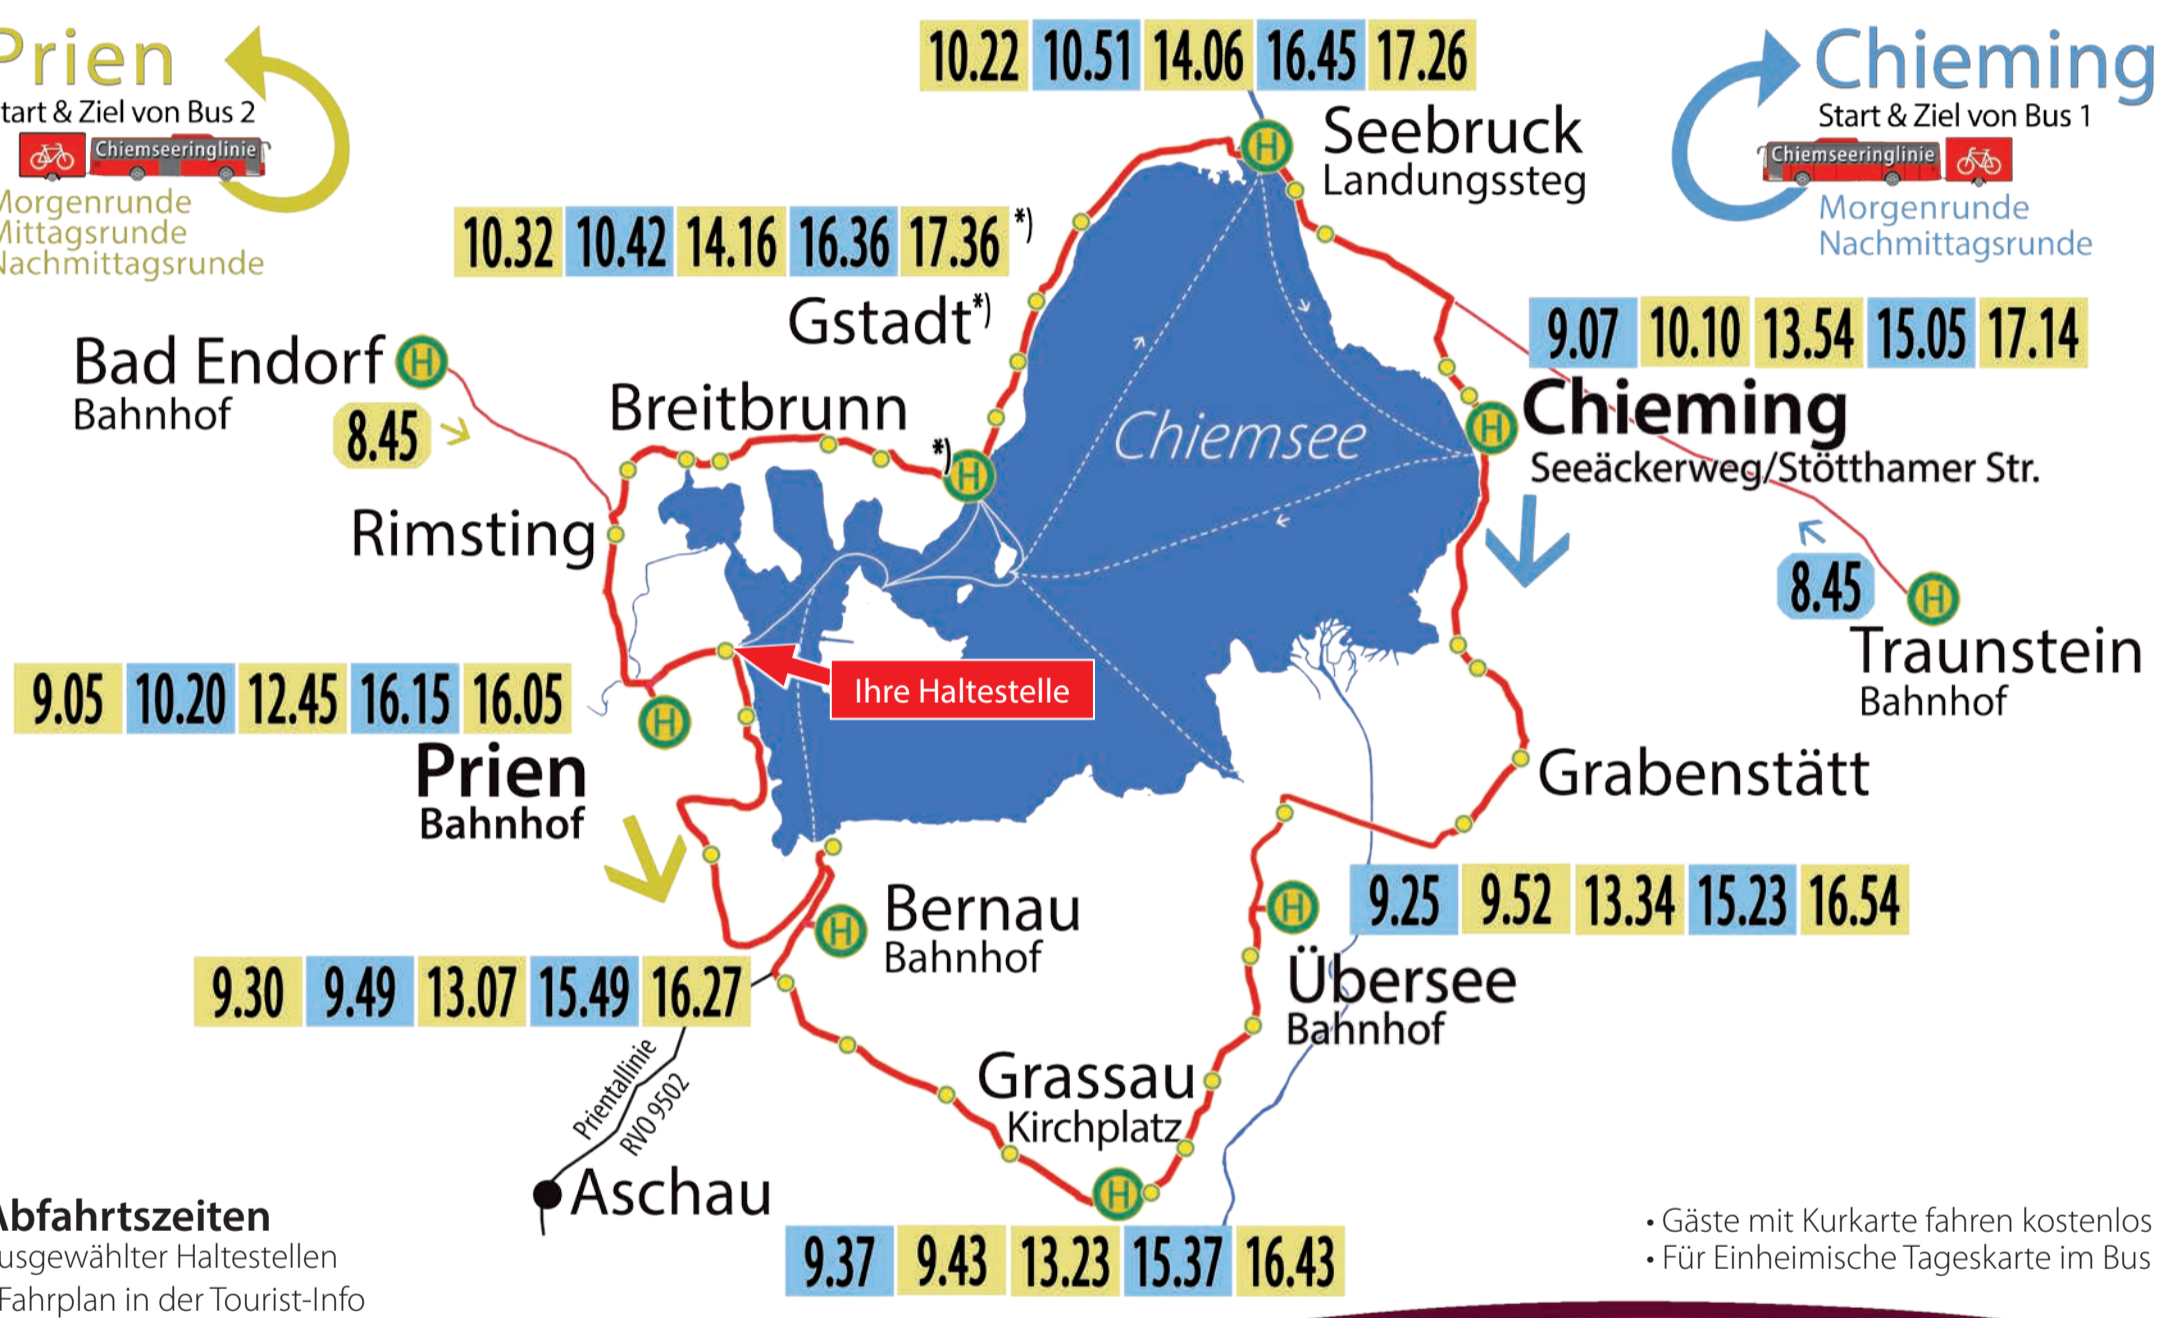 10.22 10.51 14.06 16.45 17.26
Prien
tart & Ziel von Bus 2
Chiemseeringlinie
Morgenrunde
Mittagsrunde
Nachmittagsrunde
Chieming
Start & Ziel von Bus 1
Chiemseeringlinie
Morgenrunde
Nachmittagsrunde
H
Seebruck
Landungssteg
10.32 10.42 14.16 16.36 17.36 *)
Gstadt*)
Bad Endorf H
Bahnhof
8.45
Breitbrunn
*)
H
Chiemsee
9.07 10.10 13.54 15.05 17.14
H Chieming
Seeäckerweg/Stötthamer Str.
Rimsting
8.45
H
Traunstein
Bahnhof
Ihre Haltestelle
9.05 10.20 12.45 16.15 16.05
H
Prien
Bahnhof
Grabenstätt
H
Bernau
Bahnhof
H
9.25 9.52 13.34 15.23 16.54
Übersee
Bahnhof
9.30 9.49 13.07 15.49 16.27
Prientallinie
RVO 9502
Aschau
Grassau
Kirchplatz
H
9.37 9.43 13.23 15.37 16.43
Abfahrtszeiten
usgewählter Haltestellen
Fahrplan in der Tourist-Info
• Gäste mit Kurkarte fahren kostenlos
• Für Einheimische Tageskarte im Bus